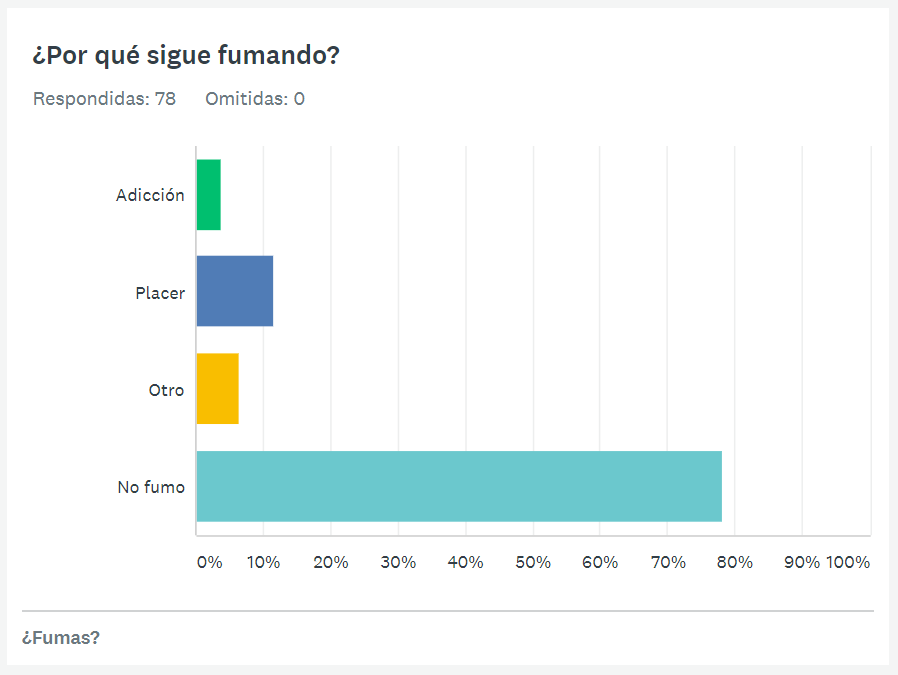 ¿Por qué sigue fumando?
Respondidas: 78 Omitidas: 0
Adicción
Placer
Otro
No fumo
0% 10% 20% 30% 40% 50% 60% 70% 80% 90% 100%
¿Fumas?